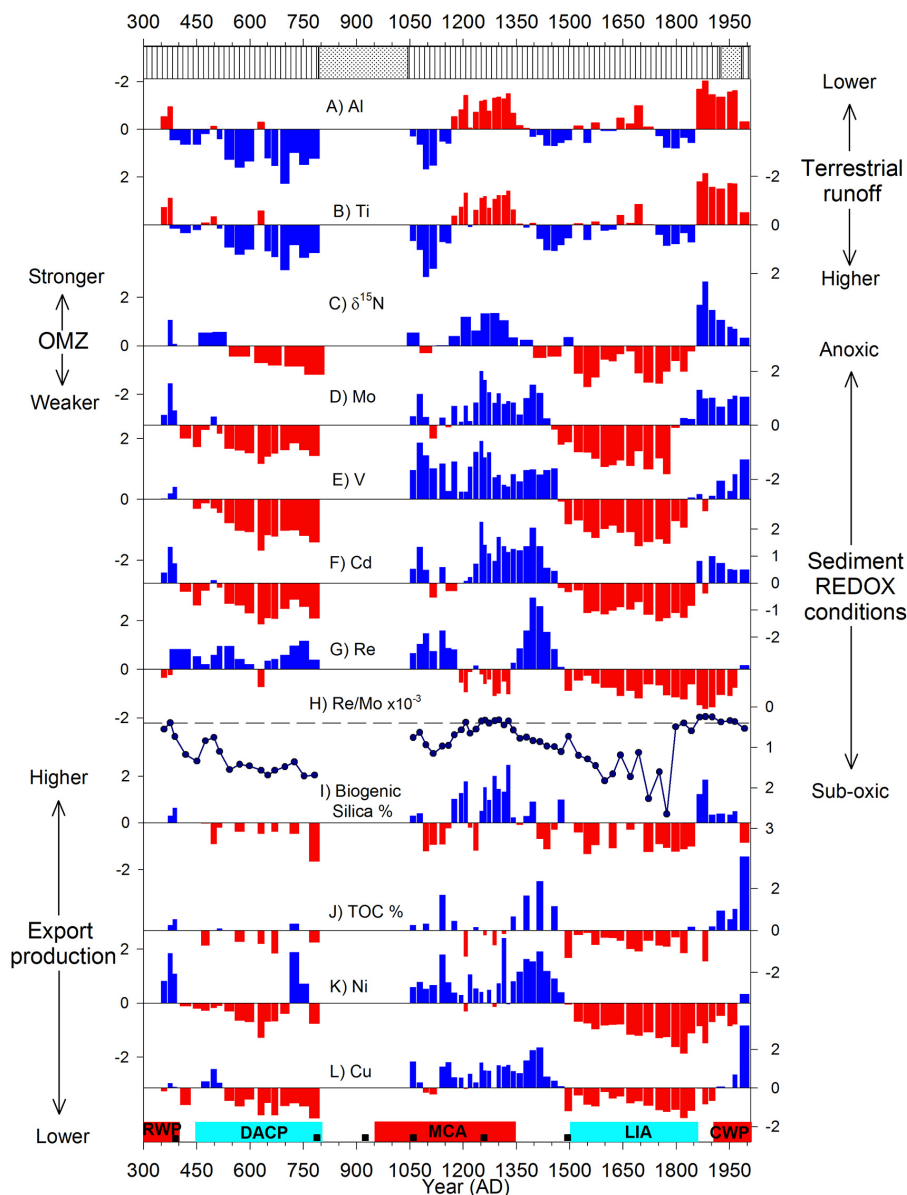 300 450 600 750 900 1050 1200 1350 1500 1650 1800 1950
-2
0
2
A) Al
Lower
Terrestrial
runoff
Higher
-2
0
2
B) Ti
Stronger
OMZ
Weaker
2
0
-2
C) δ15N
Anoxic
Sediment
REDOX
conditions
Sub-oxic
2
0
-2
D) Mo
2
0
-2
E) V
2
1
0
-1
-2
F) Cd
2
0
-2
G) Re
H) Re/Mo x10-3
0
1
2
3
Higher
Export
production
Lower
2
0
-2
I) Biogenic
Silica %
2
0
-2
J) TOC %
2
0
-2
K) Ni
2
0
-2
L) Cu
RWP DACP MCA LIA CWP
300 450 600 750 900 1050 1200 1350 1500 1650 1800 1950
Year (AD)